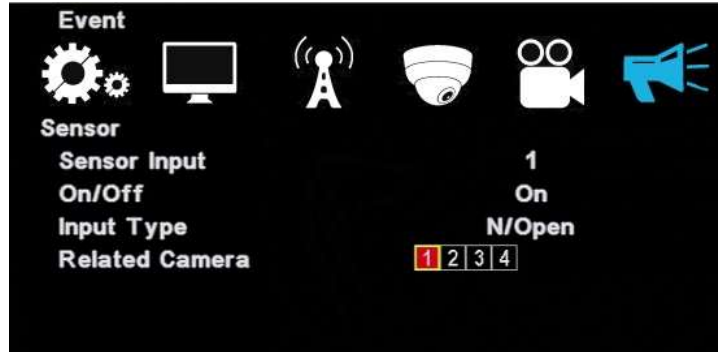 Event
Sensor
Sensor Input 1
On/Off On
Input Type N/Open
Related Camera 1 2 3 4